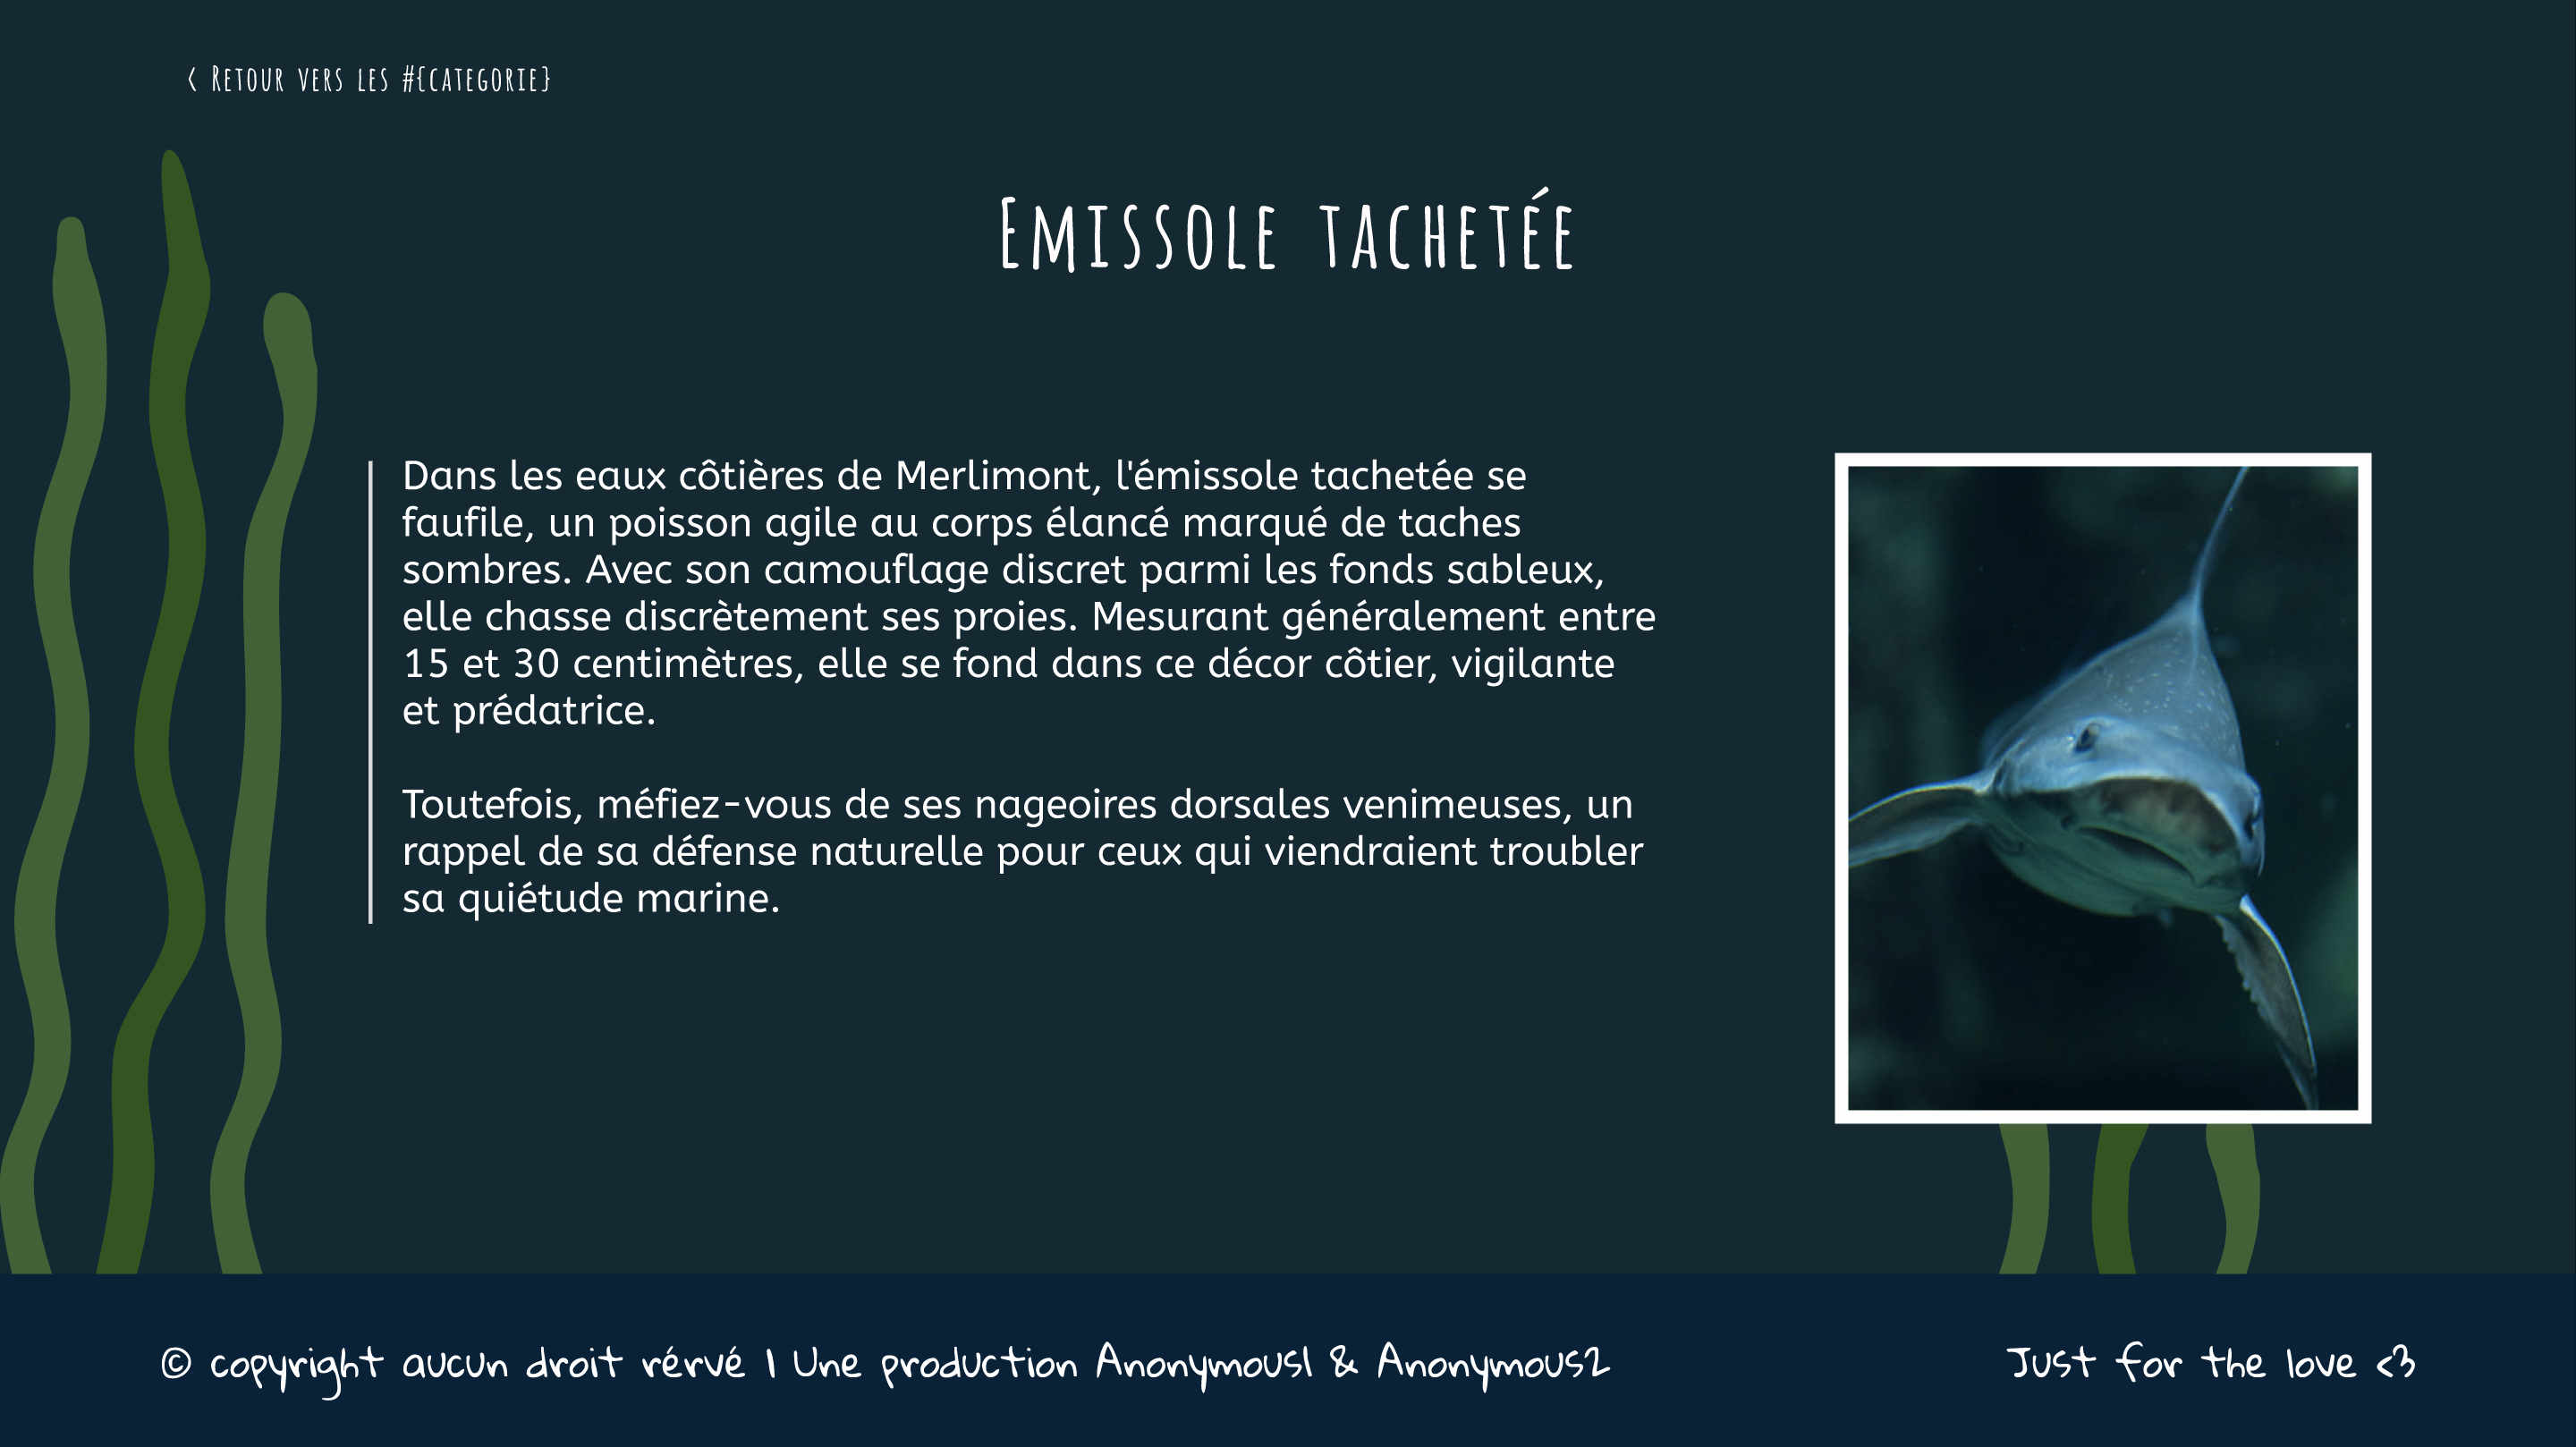 < Retour vers les #{categorie}
Emissole tachetée
Dans les eaux côtières de Merlimont, l'émissole tachetée se
faufile, un poisson agile au corps élancé marqué de taches
sombres. Avec son camouflage discret parmi les fonds sableux,
elle chasse discrètement ses proies. Mesurant généralement entre
15 et 30 centimètres, elle se fond dans ce décor côtier, vigilante
et prédatrice.
Toutefois, méfiez-vous de ses nageoires dorsales venimeuses, un
rappel de sa défense naturelle pour ceux qui viendraient troubler
sa quiétude marine.
© copyright aucun droit rérvé | Une production Anonymous1 & Anonymous2
Just for the love <3